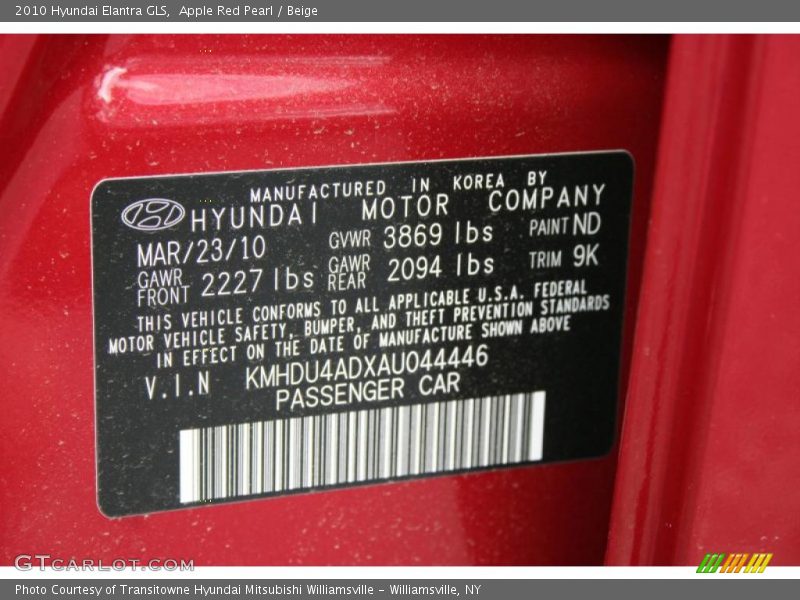 2010 Hyundai Elantra GLS, Apple Red Pearl / Beige
MANUFACTURED IN KOREA BY
HYUNDAI MOTOR COMPANY
MAR/23/10 GVWR 3869 lbs PAINT ND
GAWR FRONT 2227 lbs GAWR REAR 2094 lbs TRIM 9K
THIS VEHICLE CONFORMS TO ALL APPLICABLE U.S.A. FEDERAL
MOTOR VEHICLE SAFETY, BUMPER, AND THEFT PREVENTION STANDARDS
IN EFFECT ON THE DATE OF MANUFACTURE SHOWN ABOVE
V.I.N KMHDU4ADXAU044446
PASSENGER CAR
GTCARLOT.COM
Photo Courtesy of Transitowne Hyundai Mitsubishi Williamsville - Williamsville, NY